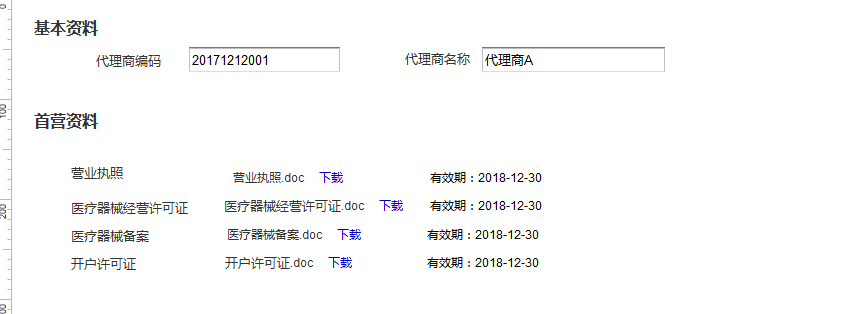 基本资料
代理商编码 20171212001 代理商名称 代理商A
首营资料
营业执照 营业执照.doc 下载 有效期：2018-12-30
医疗器械经营许可证 医疗器械经营许可证.doc 下载 有效期：2018-12-30
医疗器械备案 医疗器械备案.doc 下载 有效期：2018-12-30
开户许可证 开户许可证.doc 下载 有效期：2018-12-30
0
100
200
00